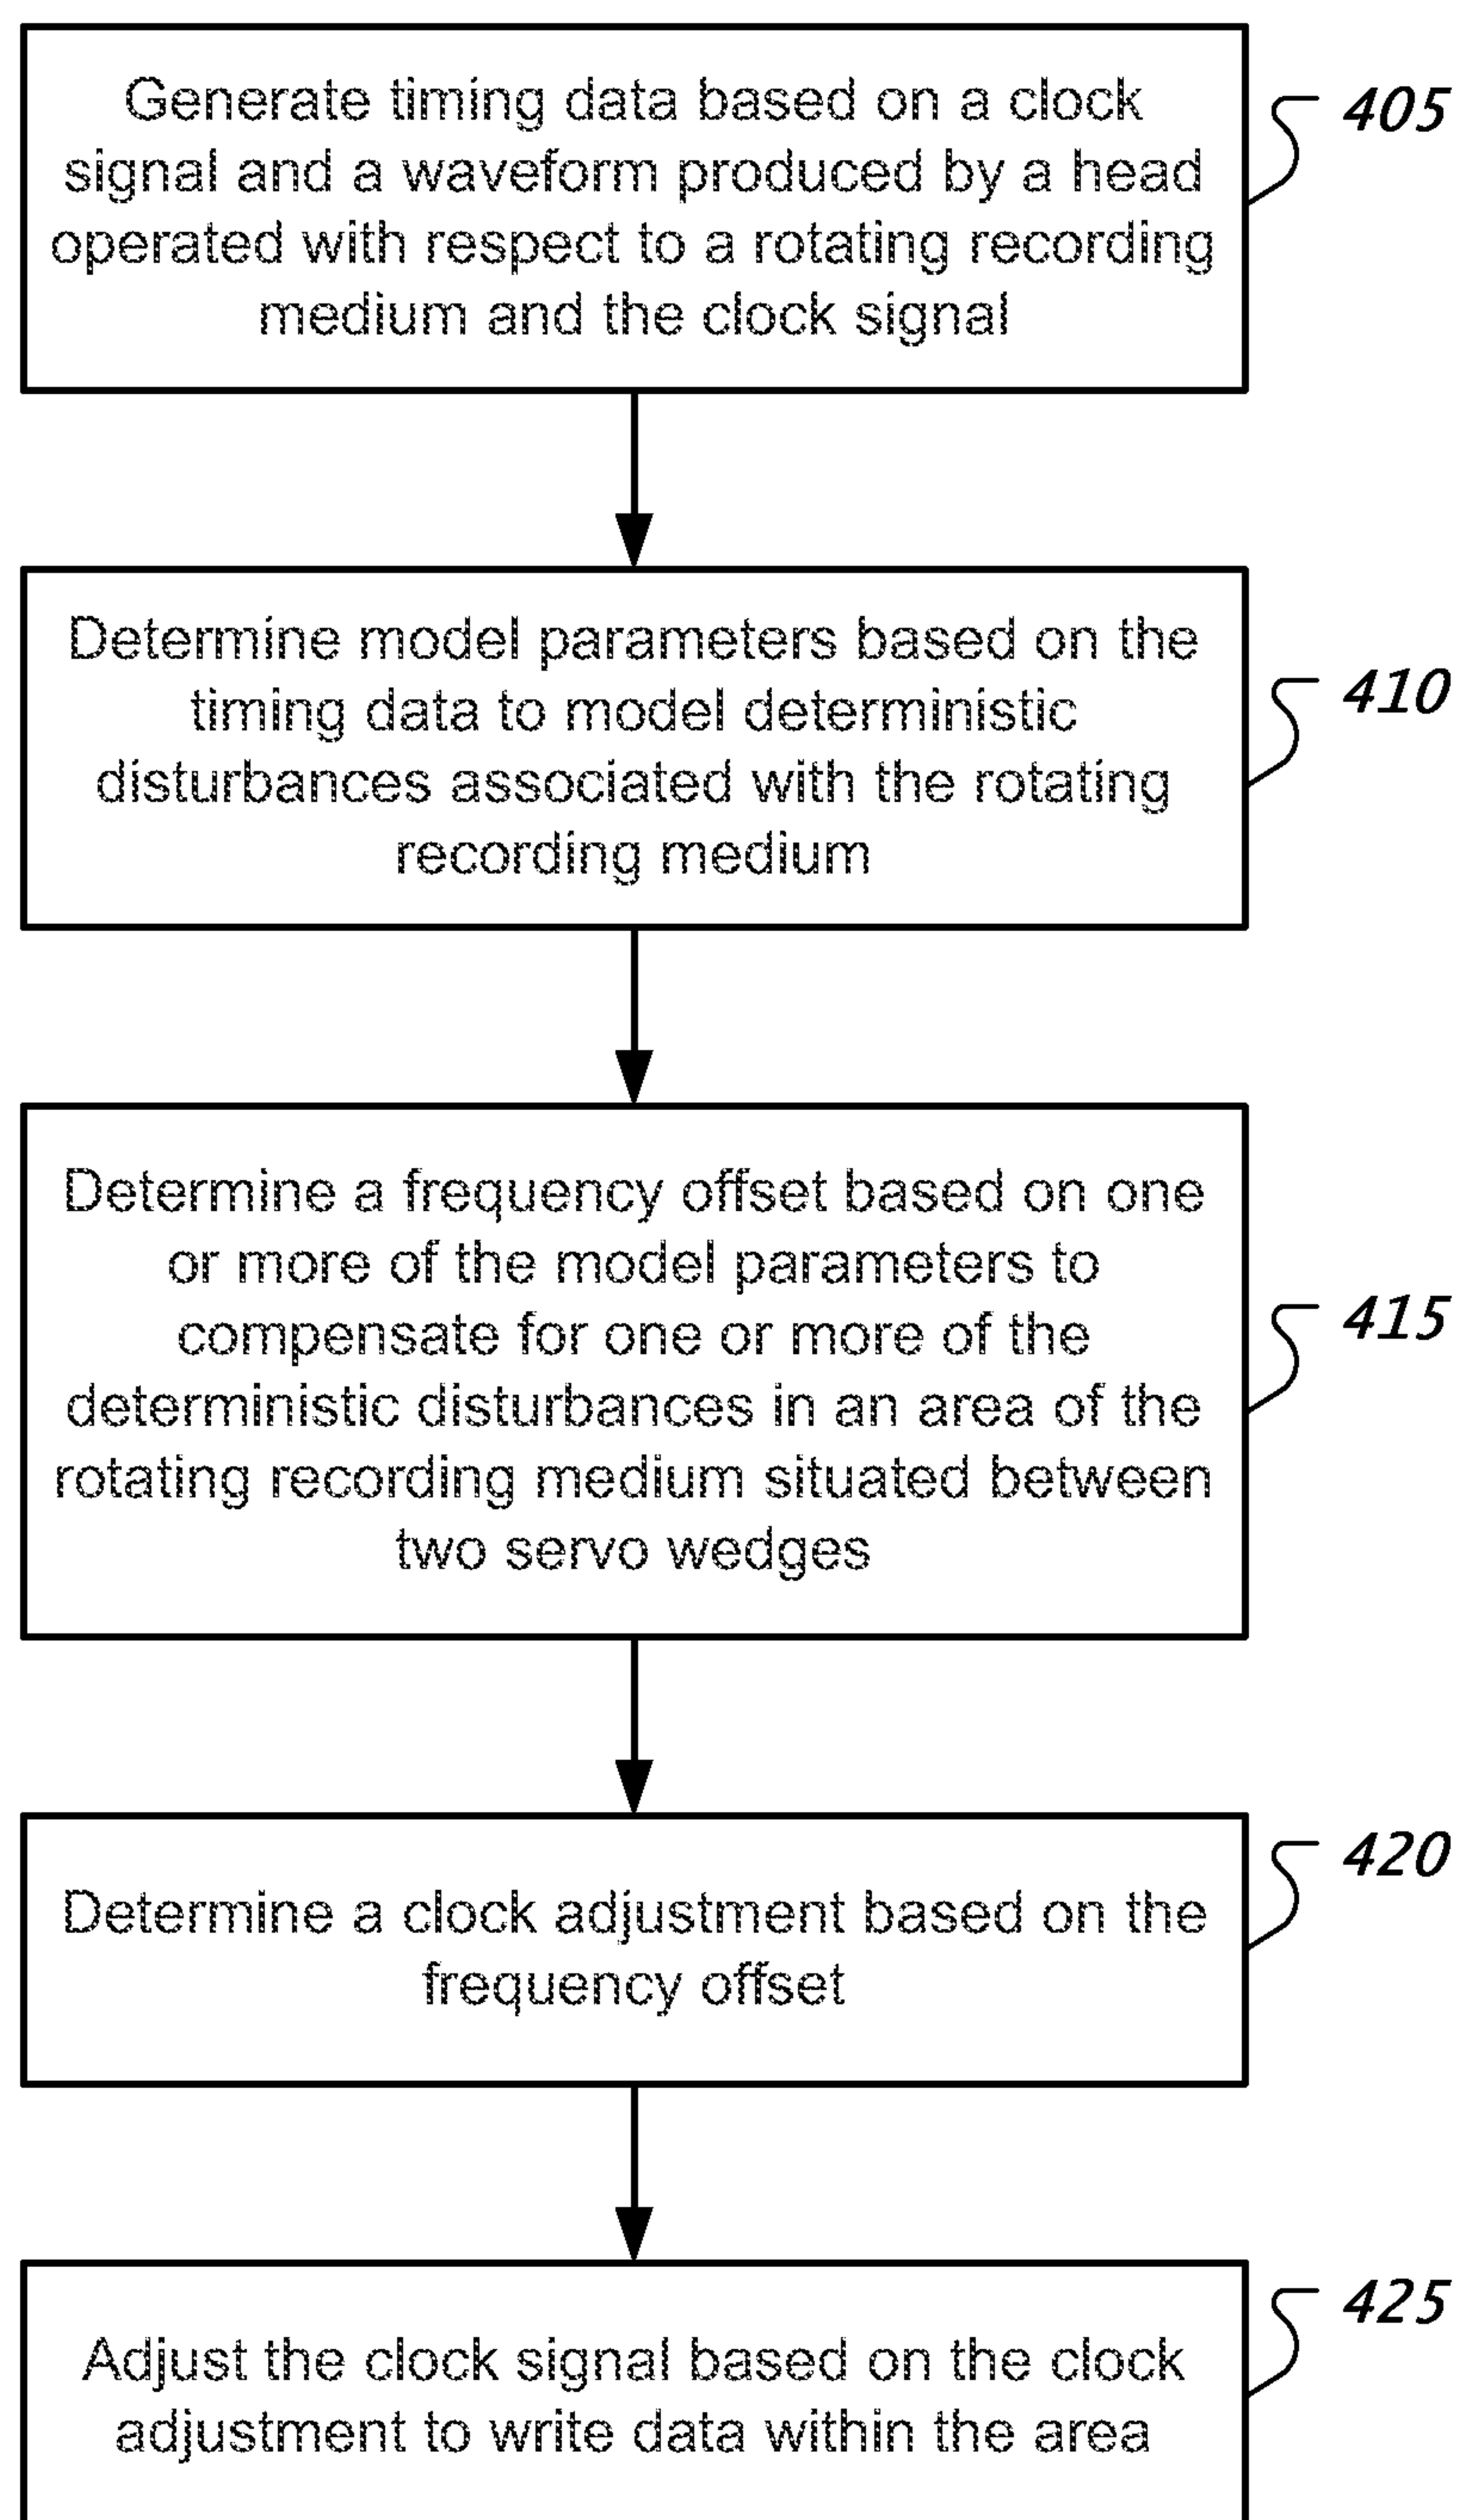 Generate timing data based on a clock
signal and a waveform produced by a head
operated with respect to a rotating recording
medium and the clock signal
405
Determine model parameters based on the
timing data to model deterministic
disturbances associated with the rotating
recording medium
410
Determine a frequency offset based on one
or more of the model parameters to
compensate for one or more of the
deterministic disturbances in an area of the
rotating recording medium situated between
two servo wedges
415
Determine a clock adjustment based on the
frequency offset
420
Adjust the clock signal based on the clock
adjustment to write data within the area
425